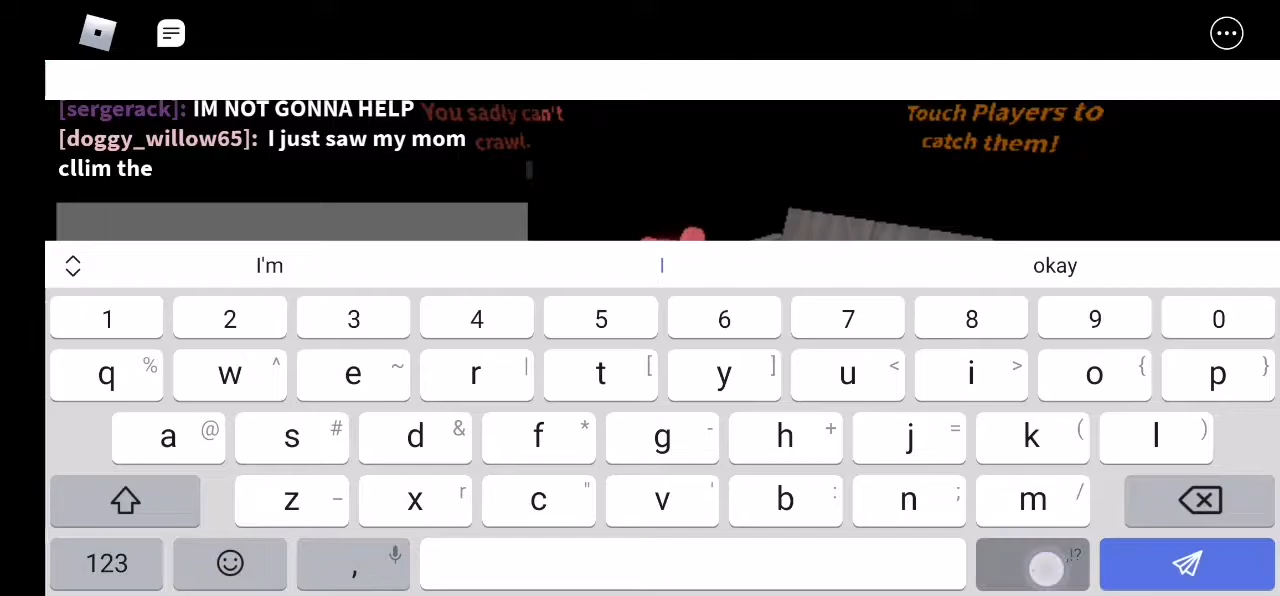 [sergerack]: IM NOT GONNA HELP
[doggy_willow65]: I just saw my mom
cllim the
You sadly can't
crawl.
Touch Players to
catch them!
I'm I okay
1 2 3 4 5 6 7 8 9 0
q % w ^ e ~ r | t [ y ] u < i > o { p }
a @ s # d & f * g - h + j = k ( l )
z _ x r c " v ' b : n ; m /
123 , ,!?